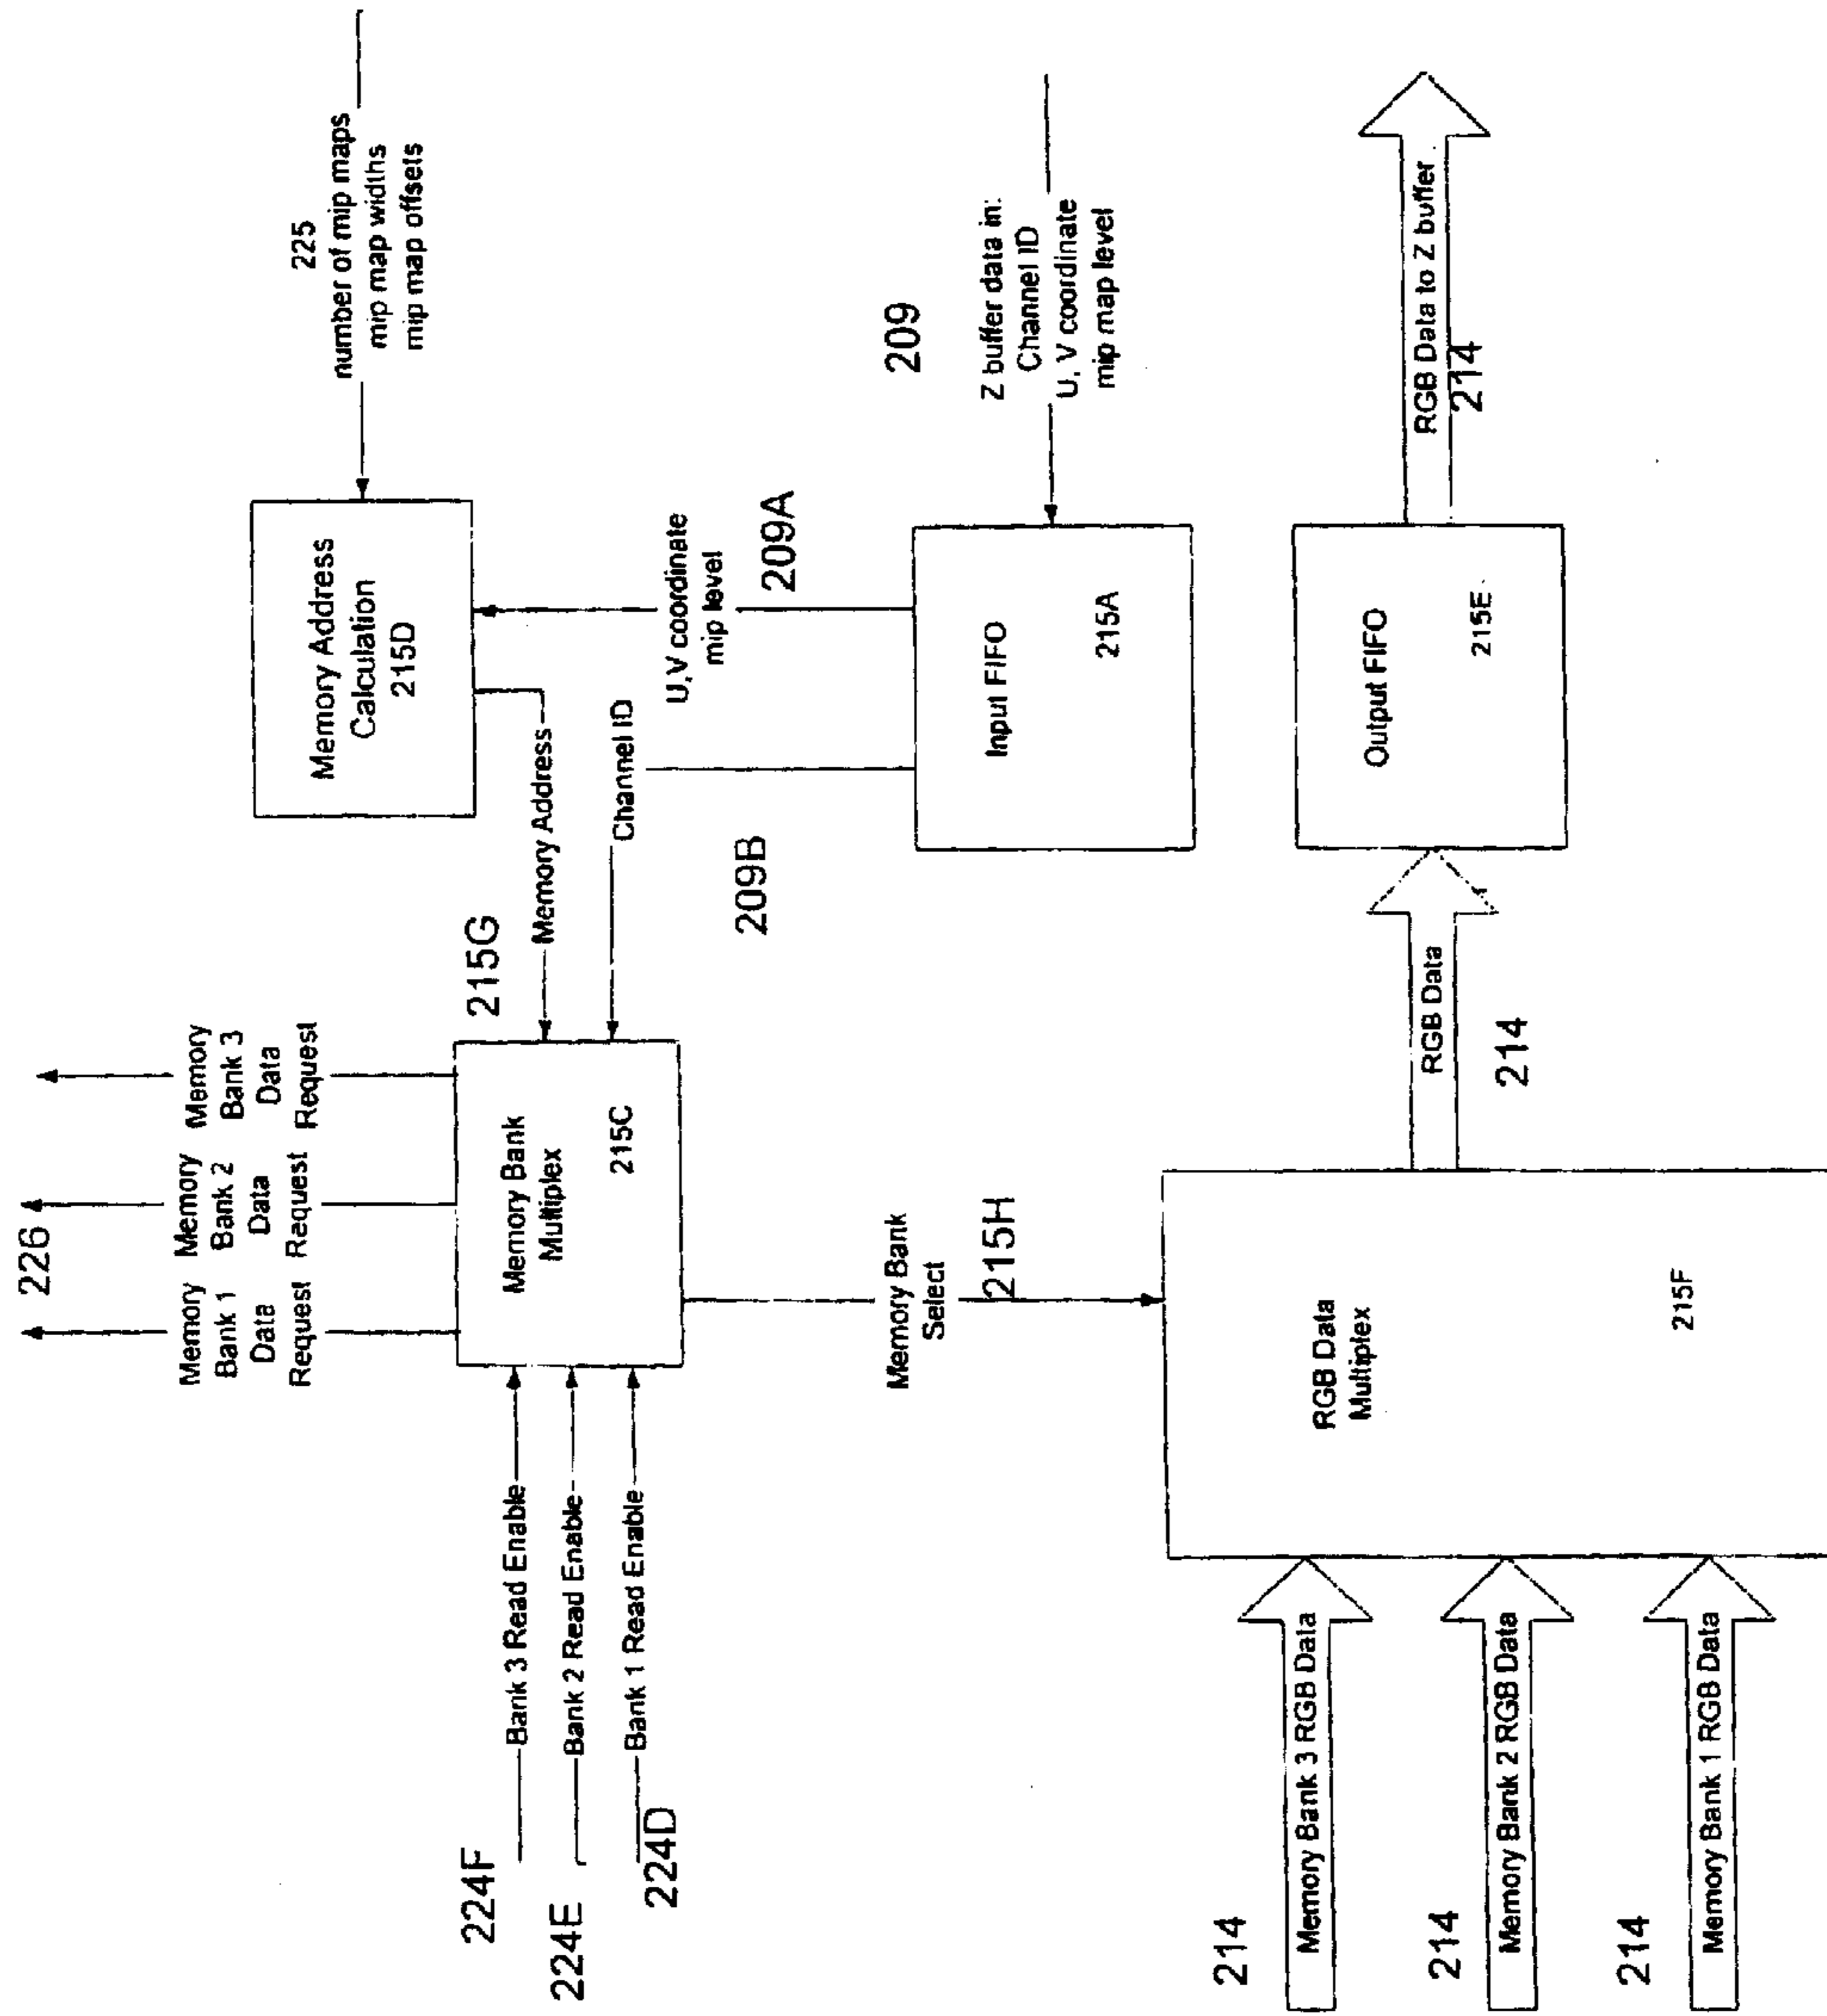 226
Memory
Bank 1
Data
Request
Memory
Bank 2
Data
Request
Memory
Bank 3
Data
Request
224F
Bank 3 Read Enable
224E
Bank 2 Read Enable
224D
Bank 1 Read Enable
Memory Bank
Multiplex
215C
215G
Memory Address
Channel ID
209B
Memory Address
Calculation
215D
225
number of mip maps
mip map widths
mip map offsets
U,V coordinate
mip level
209A
Input FIFO
215A
209
Z buffer data in:
Channel ID
U, V coordinate
mip map level
Memory Bank
Select
215H
RGB Data
Multiplex
215F
214
Memory Bank 3 RGB Data
214
Memory Bank 2 RGB Data
214
Memory Bank 1 RGB Data
RGB Data
214
Output FIFO
215E
RGB Data to Z buffer
214